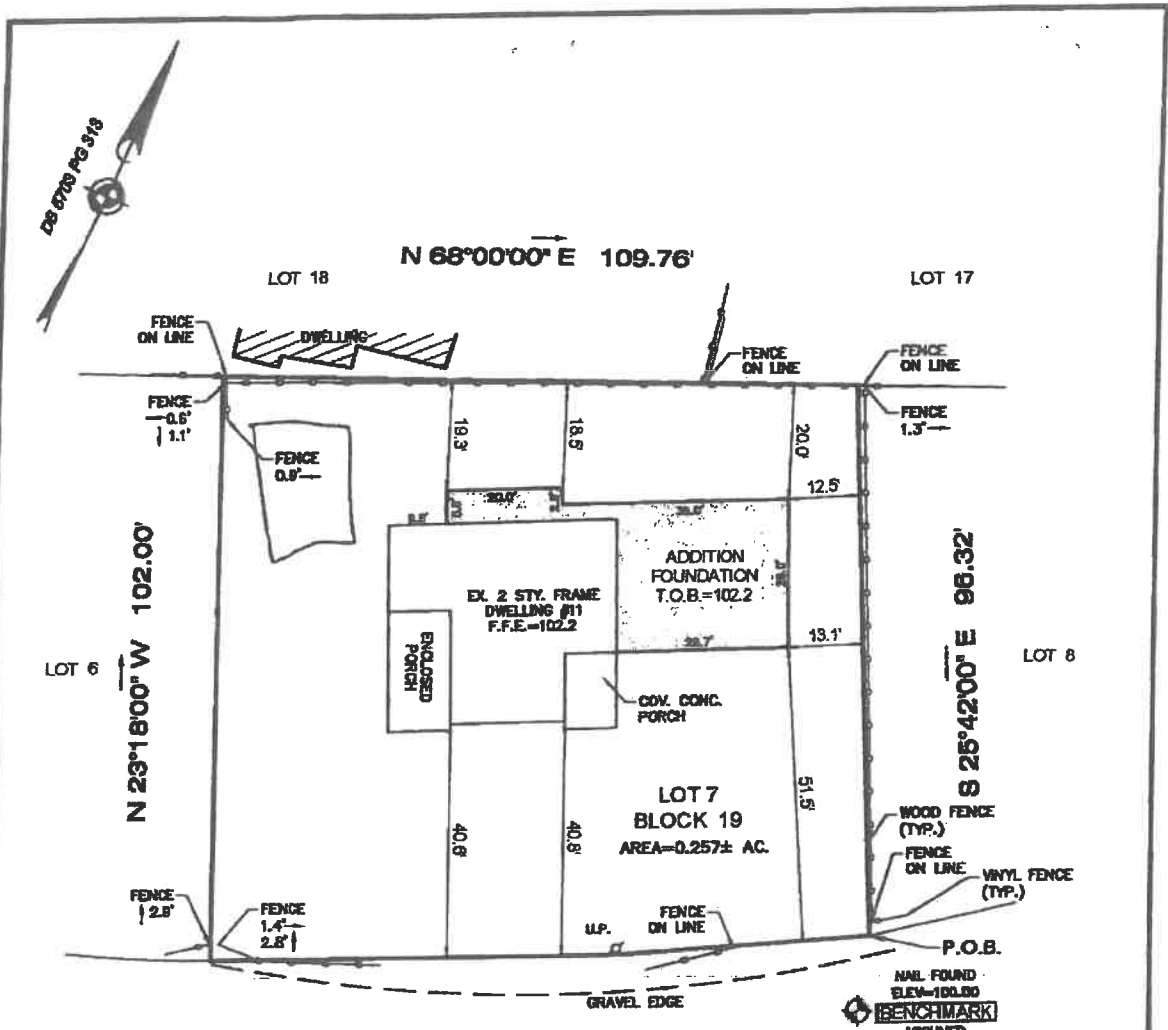 DB 6703 PG 313
N 68°00'00" E 109.76'
LOT 18
LOT 17
FENCE
ON LINE
DWELLING
FENCE
ON LINE
FENCE
ON LINE
FENCE
0.6'
1.1'
FENCE
1.3'
FENCE
0.9'
19.3'
18.5'
20.0'
12.5'
20.0'
ADDITION
FOUNDATION
T.O.B.=102.2
EX. 2 STY. FRAME
DWELLING #11
F.F.E.=102.2
ENCLOSED
PORCH
29.7'
13.1'
COV. CONC.
PORCH
LOT 6
N 23°18'00" W 102.00'
S 25°42'00" E 96.32'
LOT 8
LOT 7
BLOCK 19
AREA=0.257± AC.
40.6'
40.8'
51.5'
WOOD FENCE
(TYP.)
FENCE
ON LINE
VINYL FENCE
(TYP.)
FENCE
2.9'
FENCE
1.4'
2.8'
U.P.
FENCE
ON LINE
P.O.B.
GRAVEL EDGE
NAIL FOUND
ELEV=100.00
BENCHMARK
ASSUMED